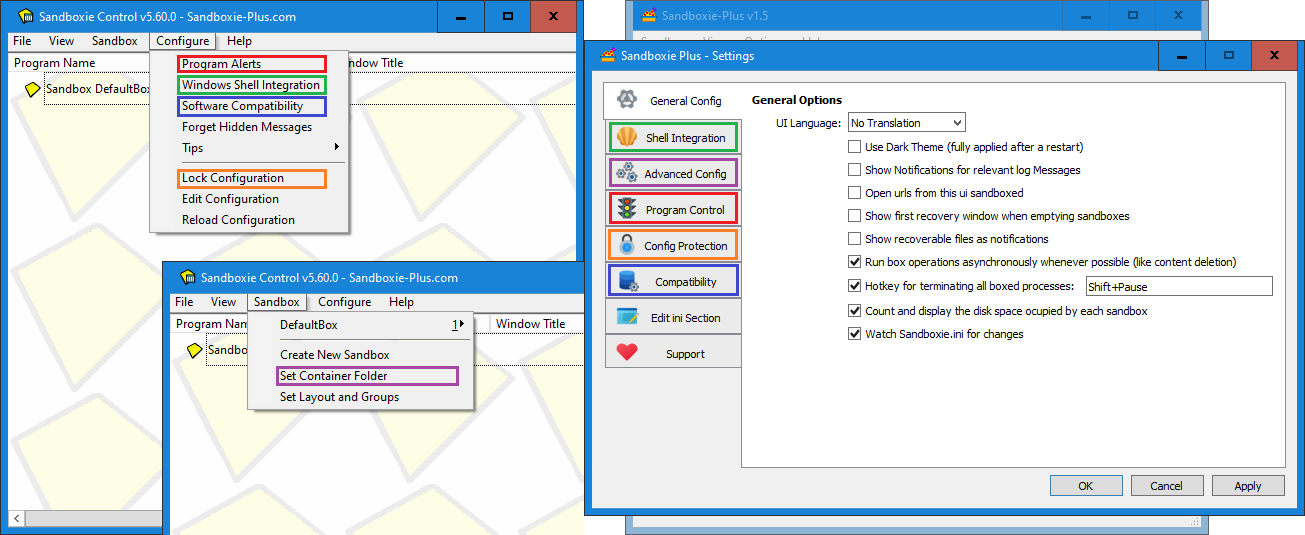 Sandboxie Control v5.60.0 - Sandboxie-Plus.com
File View Sandbox Configure Help
Program Name
ndow Title
Sandbox DefaultBo
Program Alerts
Windows Shell Integration
Software Compatibility
Forget Hidden Messages
Tips
Lock Configuration
Edit Configuration
Reload Configuration
Sandboxie Control v5.60.0 - Sandboxie-Plus.com
File View Sandbox Configure Help
Program Nam
Window Title
Sandbo
DefaultBox 1
Create New Sandbox
Set Container Folder
Set Layout and Groups
Sandboxie-Plus v1.5
Sandboxie Plus - Settings
General Config
Shell Integration
Advanced Config
Program Control
Config Protection
Compatibility
Edit ini Section
Support
General Options
UI Language: No Translation
Use Dark Theme (fully applied after a restart)
Show Notifications for relevant log Messages
Open urls from this ui sandboxed
Show first recovery window when emptying sandboxes
Show recoverable files as notifications
Run box operations asynchronously whenever possible (like content deletion)
Hotkey for terminating all boxed processes: Shift+Pause
Count and display the disk space ocupied by each sandbox
Watch Sandboxie.ini for changes
OK Cancel Apply